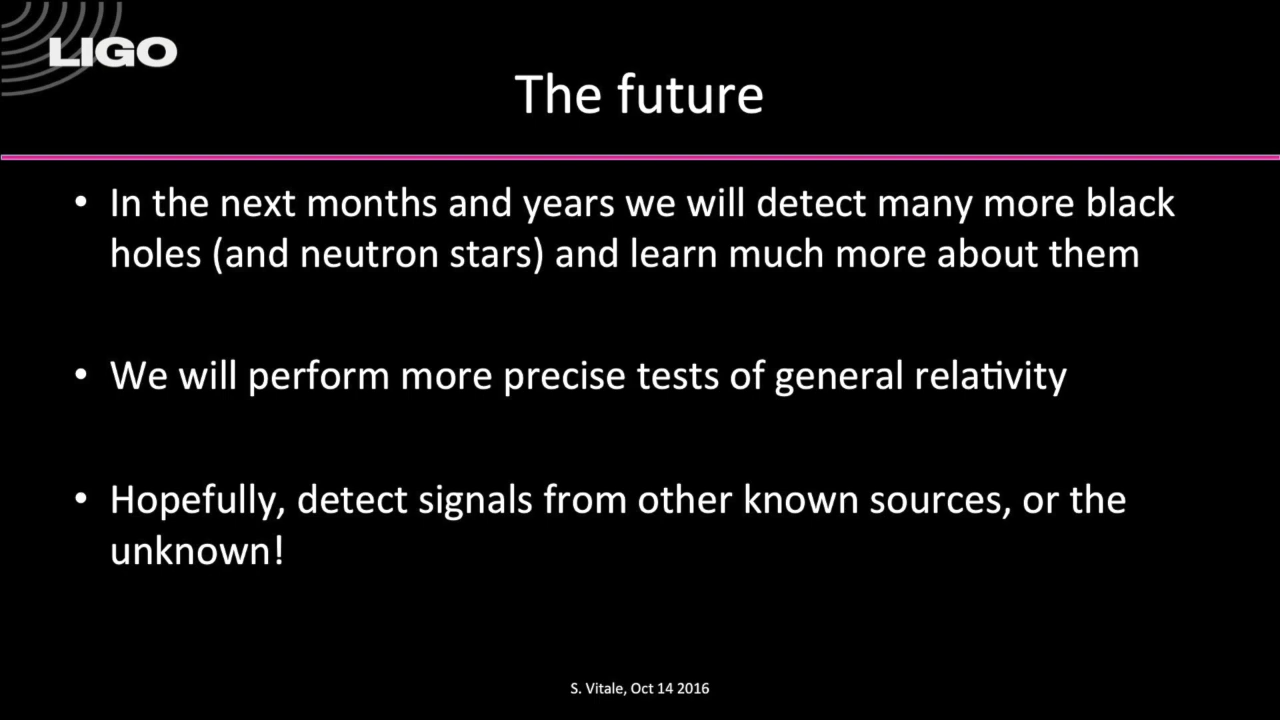 LIGO
The future
• In the next months and years we will detect many more black
holes (and neutron stars) and learn much more about them
• We will perform more precise tests of general relativity
• Hopefully, detect signals from other known sources, or the
unknown!
S. Vitale, Oct 14 2016